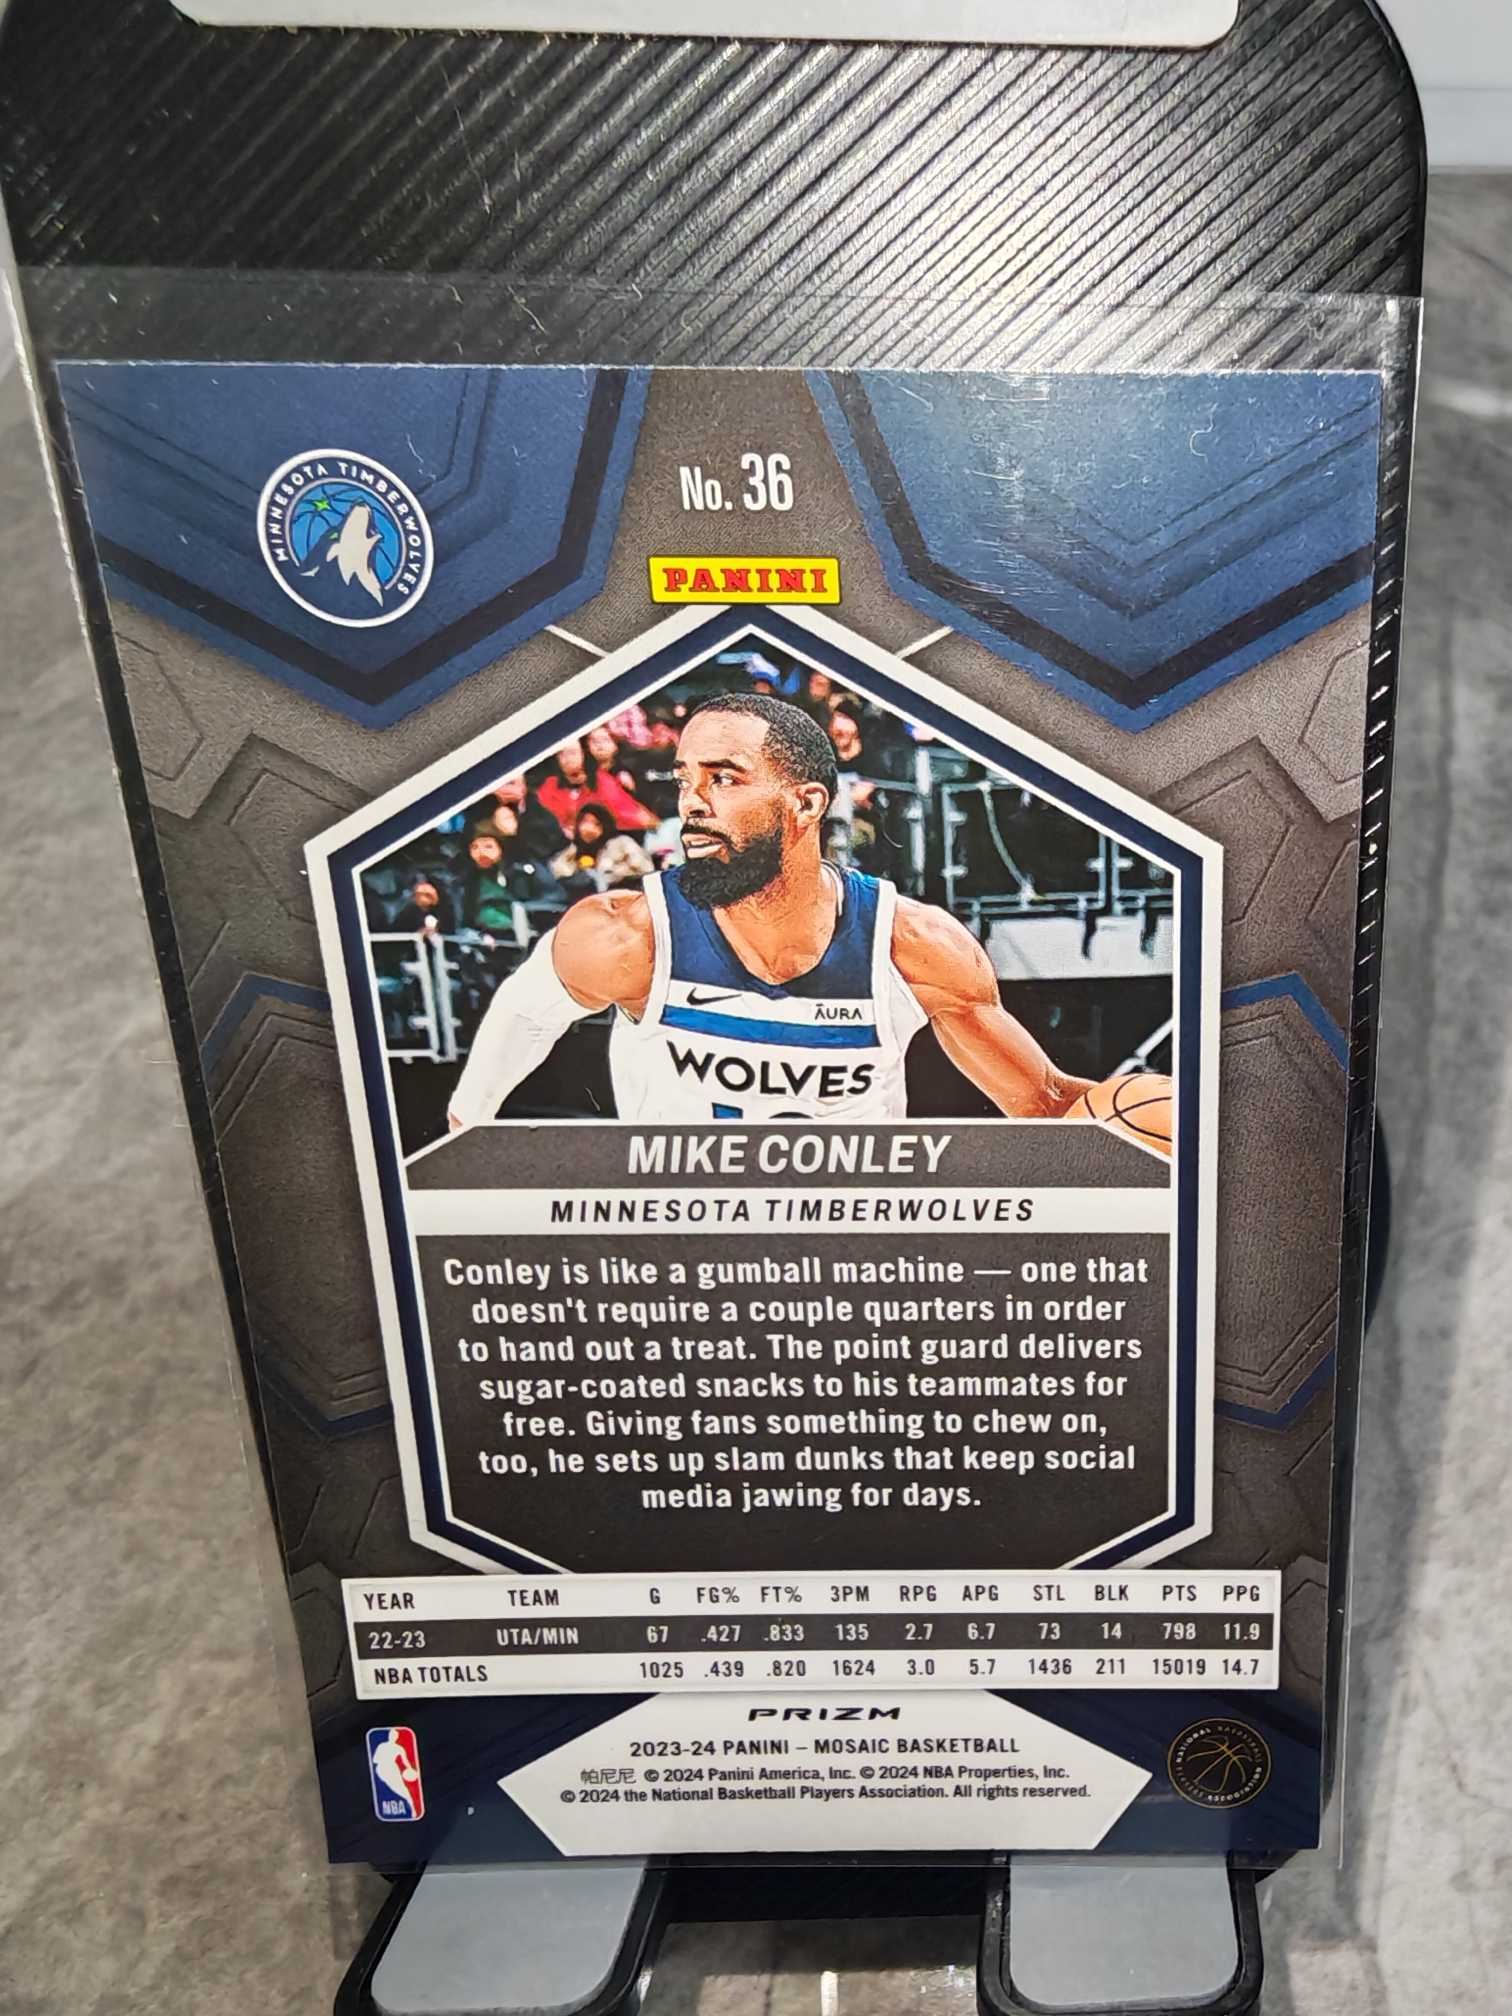 MINNESOTA TIMBERWOLVES
No. 36
PANINI
ĀURA
WOLVES
MIKE CONLEY
MINNESOTA TIMBERWOLVES
Conley is like a gumball machine — one that
doesn't require a couple quarters in order
to hand out a treat. The point guard delivers
sugar-coated snacks to his teammates for
free. Giving fans something to chew on,
too, he sets up slam dunks that keep social
media jawing for days.
YEAR TEAM G FG% FT% 3PM RPG APG STL BLK PTS PPG
22-23 UTA/MIN 67 .427 .833 135 2.7 6.7 73 14 798 11.9
NBA TOTALS 1025 .439 .820 1624 3.0 5.7 1436 211 15019 14.7
PRIZM
2023-24 PANINI – MOSAIC BASKETBALL
帕尼尼 © 2024 Panini America, Inc. © 2024 NBA Properties, Inc.
© 2024 the National Basketball Players Association. All rights reserved.
NBA
NATIONAL BASKETBALL PLAYERS ASSOCIATION